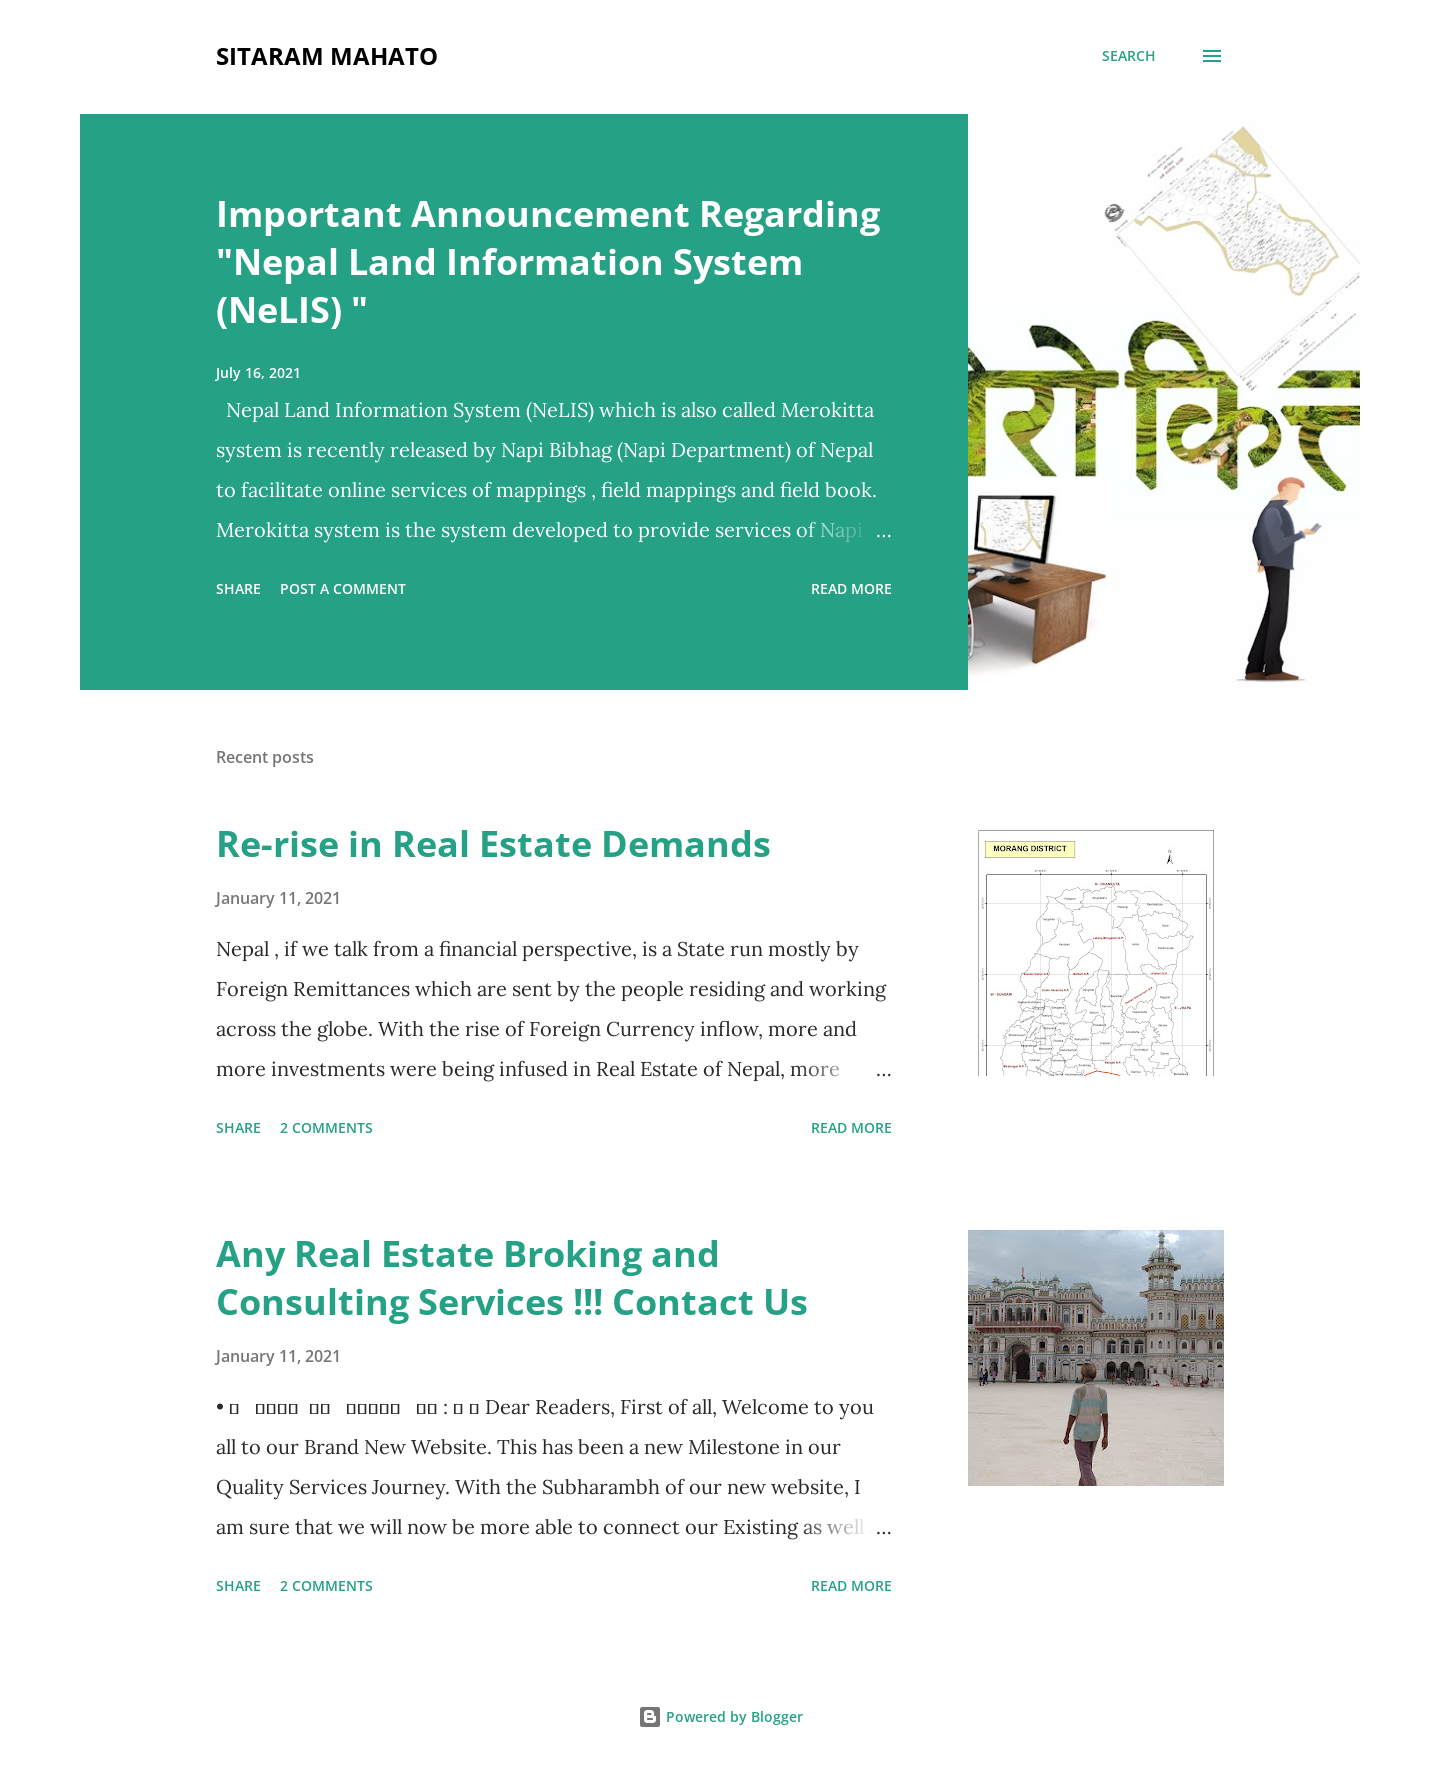 SITARAM MAHATO
SEARCH
Important Announcement Regarding
"Nepal Land Information System
(NeLIS) "
July 16, 2021
Nepal Land Information System (NeLIS) which is also called Merokitta
system is recently released by Napi Bibhag (Napi Department) of Nepal
to facilitate online services of mappings , field mappings and field book.
Merokitta system is the system developed to provide services of Napi …
SHARE POST A COMMENT READ MORE
रो कित
Recent posts
Re-rise in Real Estate Demands
January 11, 2021
Nepal , if we talk from a financial perspective, is a State run mostly by
Foreign Remittances which are sent by the people residing and working
across the globe. With the rise of Foreign Currency inflow, more and
more investments were being infused in Real Estate of Nepal, more …
SHARE 2 COMMENTS READ MORE
MORANG DISTRICT
Any Real Estate Broking and
Consulting Services !!! Contact Us
January 11, 2021
• : Dear Readers, First of all, Welcome to you
all to our Brand New Website. This has been a new Milestone in our
Quality Services Journey. With the Subharambh of our new website, I
am sure that we will now be more able to connect our Existing as well …
SHARE 2 COMMENTS READ MORE
Powered by Blogger